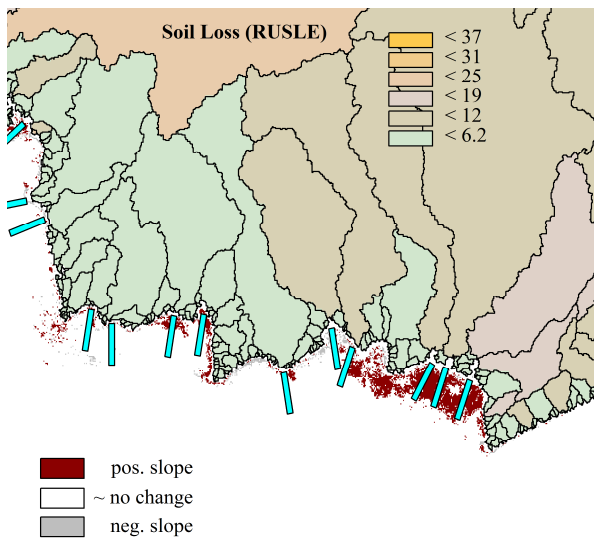 Soil Loss (RUSLE)
< 37
< 31
< 25
< 19
< 12
< 6.2
pos. slope
~ no change
neg. slope